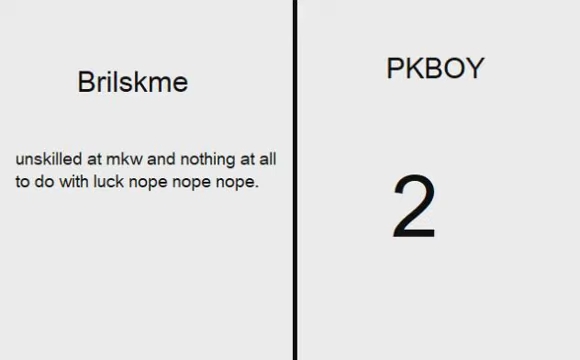 Brilskme
unskilled at mkw and nothing at all
to do with luck nope nope nope.
PKBOY
2